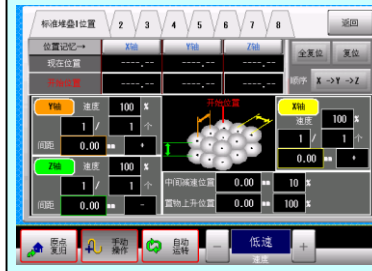 标准堆叠1位置 2 3 4 5 6 7 8 返回
位置记忆→ X轴 Y轴 Z轴 全复位 复位
现在位置 ----.-- ----.-- ----.--
开始位置 ----.-- ----.-- ----.-- 顺序 X ->Y ->Z
Y轴 速度 100 %
1 / 1 个
间距 0.00 mm +
Z轴 速度 100 %
1 / 1 个
间距 0.00 mm -
开始位置
X轴
速度 100 %
1 / 1 个
0.00 mm +
中间减速位置 0.00 mm 10 %
置物上升位置 0.00 mm 100 %
原点复归 手动操作 自动运转 - 低速 +
速度